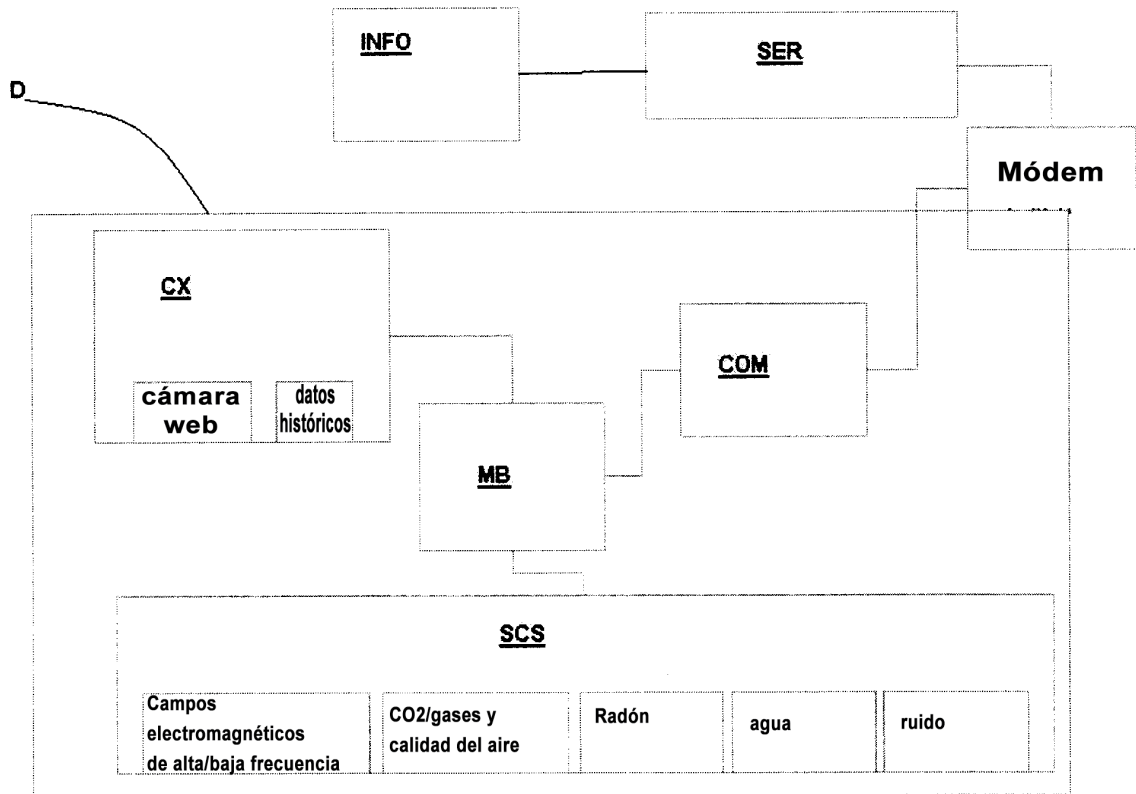 INFO
SER
D
Módem
CX
cámara
web
datos
históricos
COM
MB
SCS
Campos
electromagnéticos
de alta/baja frecuencia
CO2/gases y
calidad del aire
Radón
agua
ruido